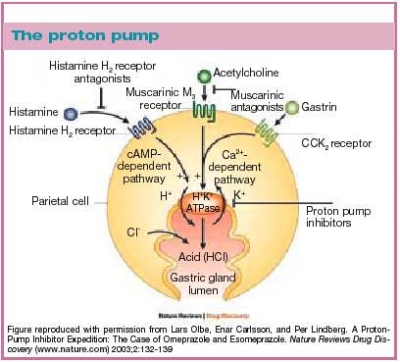 The proton pump
Histamine H2 receptor
antagonists
Acetylcholine
Muscarinic M3
receptor
Muscarinic
antagonists
Gastrin
Histamine
Histamine H2 receptor
CCK2 receptor
cAMP-
dependent
pathway
Ca2+-
dependent
pathway
+
+
Parietal cell
H+
H+K+
ATPase
K+
Proton pump
inhibitors
Cl-
Acid (HCl)
Gastric gland
lumen
Nature Reviews | Drug Discovery
Figure reproduced with permission from Lars Olbe, Enar Carlsson, and Per Lindberg. A Proton-
Pump Inhibitor Expedition: The Case of Omeprazole and Esomeprazole. Nature Reviews Drug Dis-
covery (www.nature.com) 2003;2:132-139